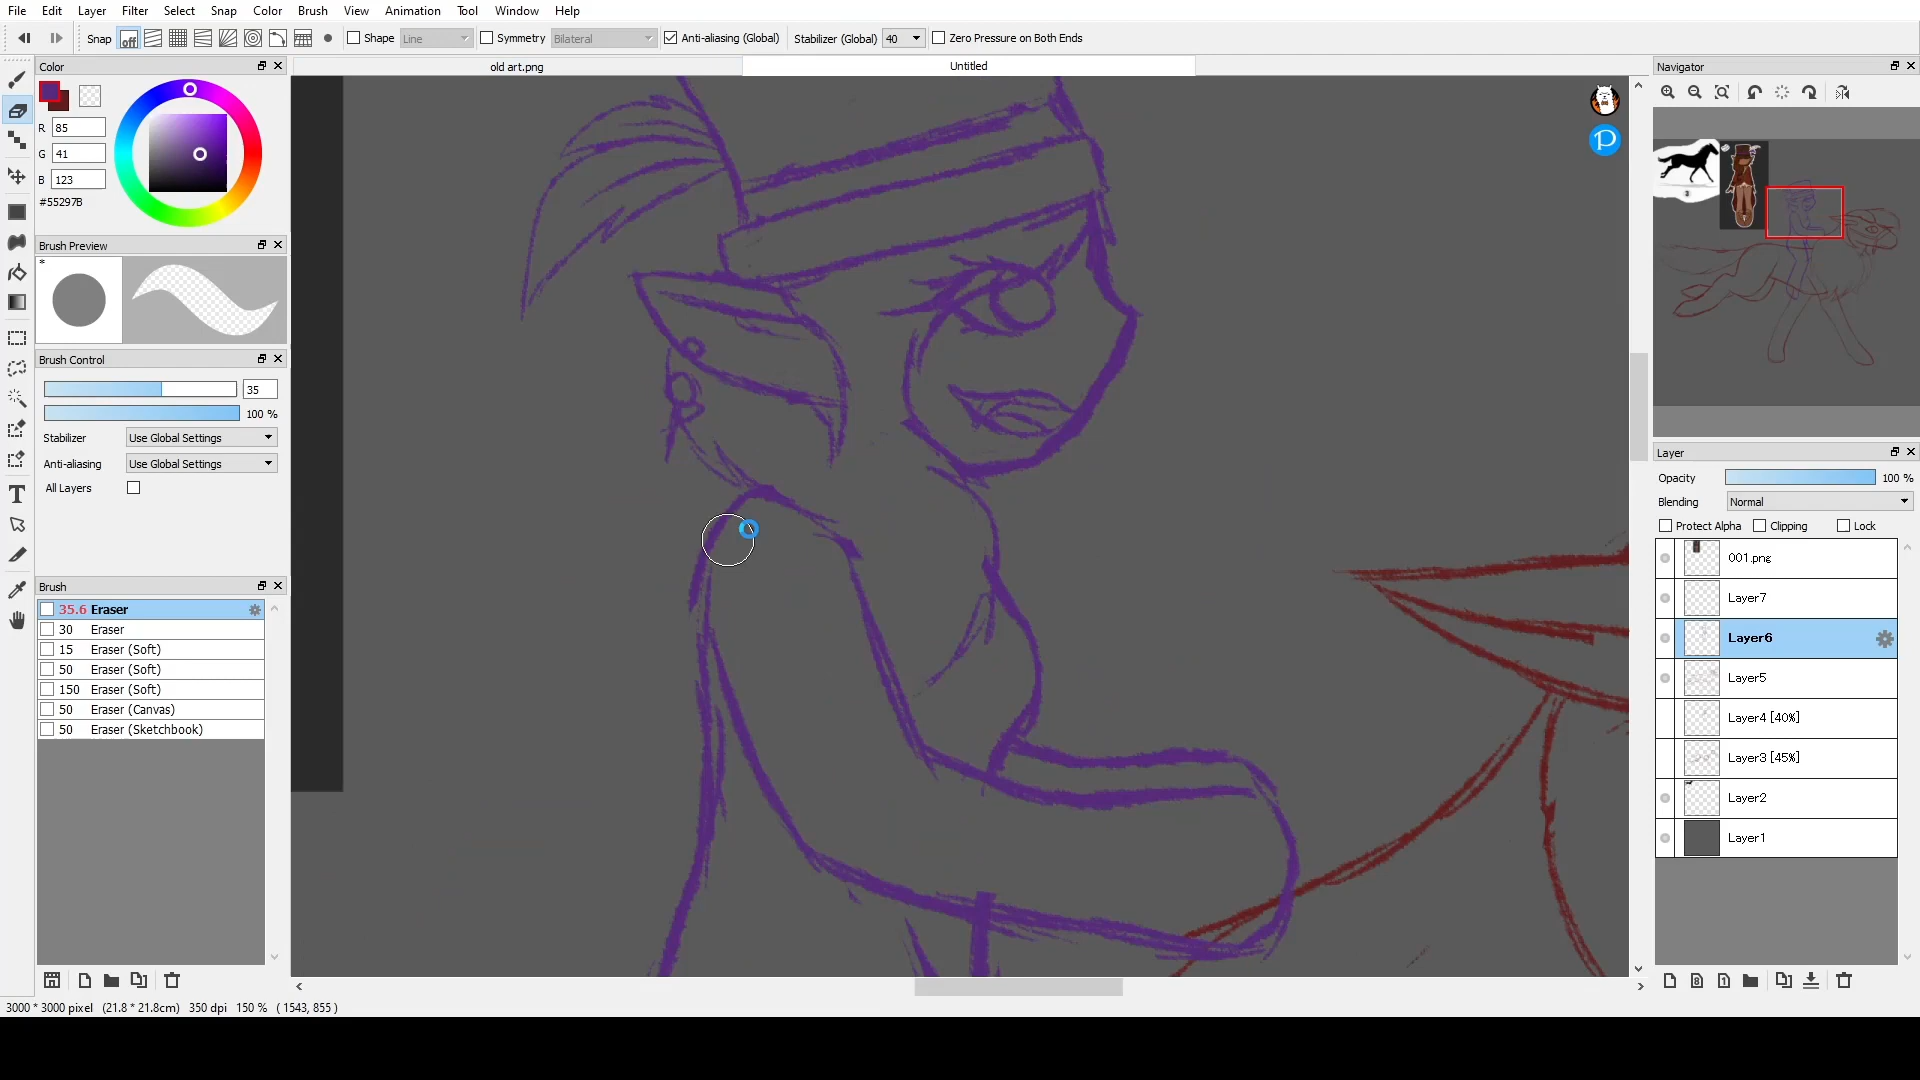 File Edit Layer Filter Select Snap Color Brush View Animation Tool Window Help
Snap off Shape Line Symmetry Bilateral Anti-aliasing (Global) Stabilizer (Global) 40 Zero Pressure on Both Ends
Color
old art.png
Untitled
Navigator
R 85
G 41
B 123
#55297B
Brush Preview
*
Brush Control
35
100 %
Stabilizer Use Global Settings
Anti-aliasing Use Global Settings
All Layers
Brush
35.6 Eraser
30 Eraser
15 Eraser (Soft)
50 Eraser (Soft)
150 Eraser (Soft)
50 Eraser (Canvas)
50 Eraser (Sketchbook)
P
Layer
Opacity 100 %
Blending Normal
Protect Alpha Clipping Lock
001.png
Layer7
Layer6
Layer5
Layer4 [40%]
Layer3 [45%]
Layer2
Layer1
3000 * 3000 pixel (21.8 * 21.8cm) 350 dpi 150 % ( 1543, 855 )